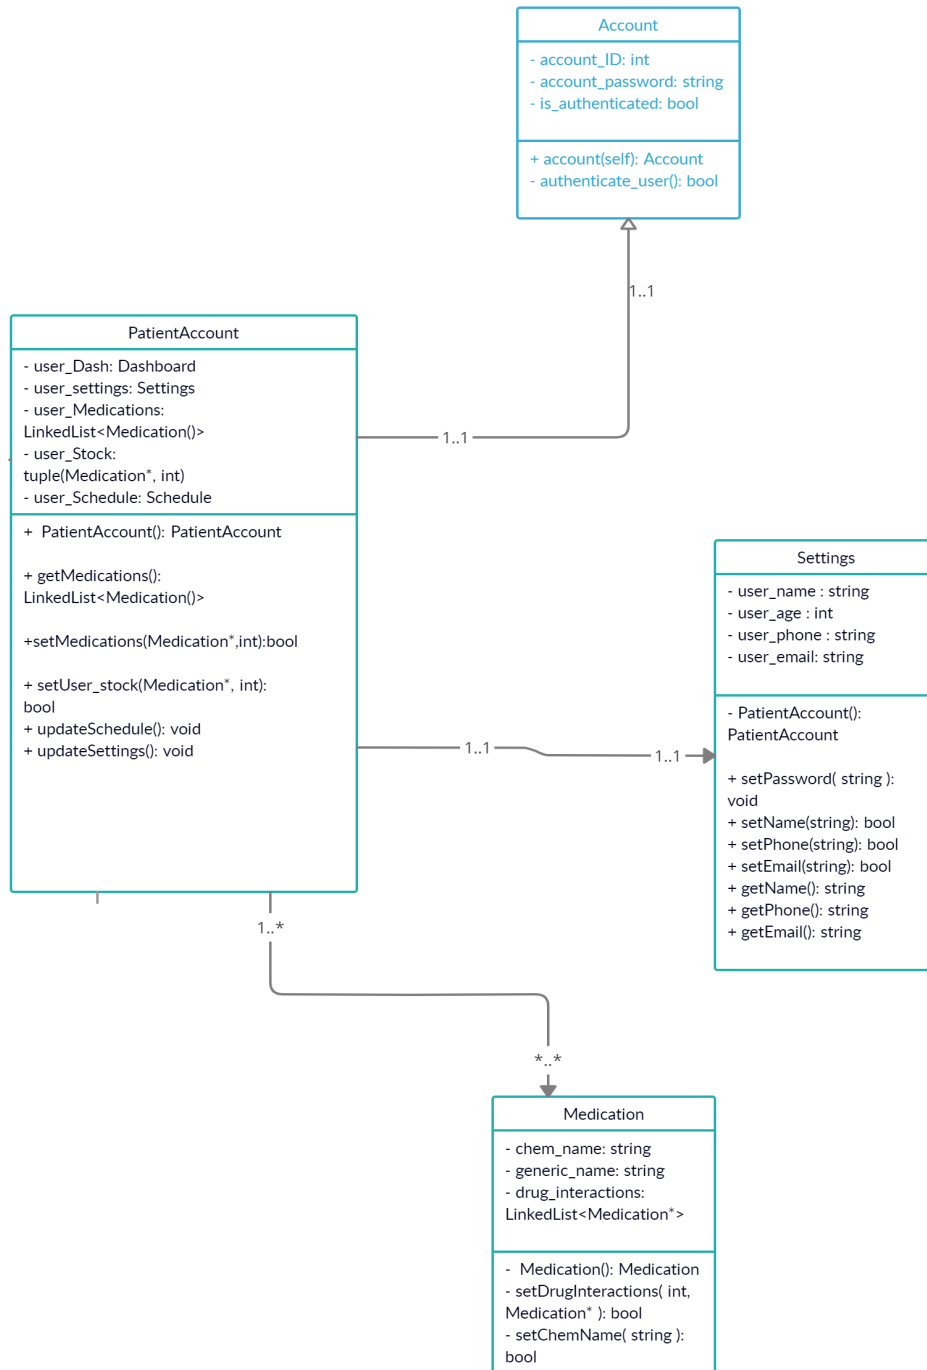 Account
- account_ID: int
- account_password: string
- is_authenticated: bool
+ account(self): Account
- authenticate_user(): bool
1..1
PatientAccount
- user_Dash: Dashboard
- user_settings: Settings
- user_Medications:
LinkedList<Medication()>
- user_Stock:
tuple(Medication*, int)
- user_Schedule: Schedule
1..1
+  PatientAccount(): PatientAccount
+ getMedications():
LinkedList<Medication()>
+setMedications(Medication*,int):bool
+ setUser_stock(Medication*, int):
bool
+ updateSchedule(): void
+ updateSettings(): void
Settings
- user_name : string
- user_age : int
- user_phone : string
- user_email: string
- PatientAccount():
PatientAccount
+ setPassword( string ):
void
+ setName(string): bool
+ setPhone(string): bool
+ setEmail(string): bool
+ getName(): string
+ getPhone(): string
+ getEmail(): string
1..1
1..1
1..*
*..*
Medication
- chem_name: string
- generic_name: string
- drug_interactions:
LinkedList<Medication*>
-  Medication(): Medication
- setDrugInteractions( int,
Medication* ): bool
- setChemName( string ):
bool